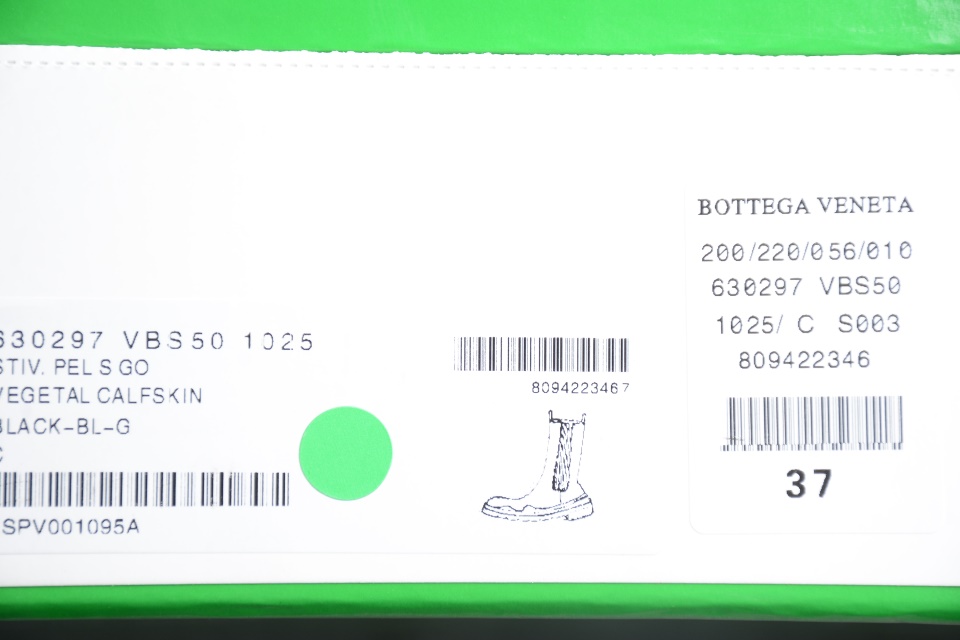 630297 VBS50 1025
STIV. PEL S GO
VEGETAL CALFSKIN
BLACK-BL-G
C
SPV001095A
80942223467
BOTTEGA VENETA
200/220/056/010
630297 VBS50
1025/ C S003
809422346
37